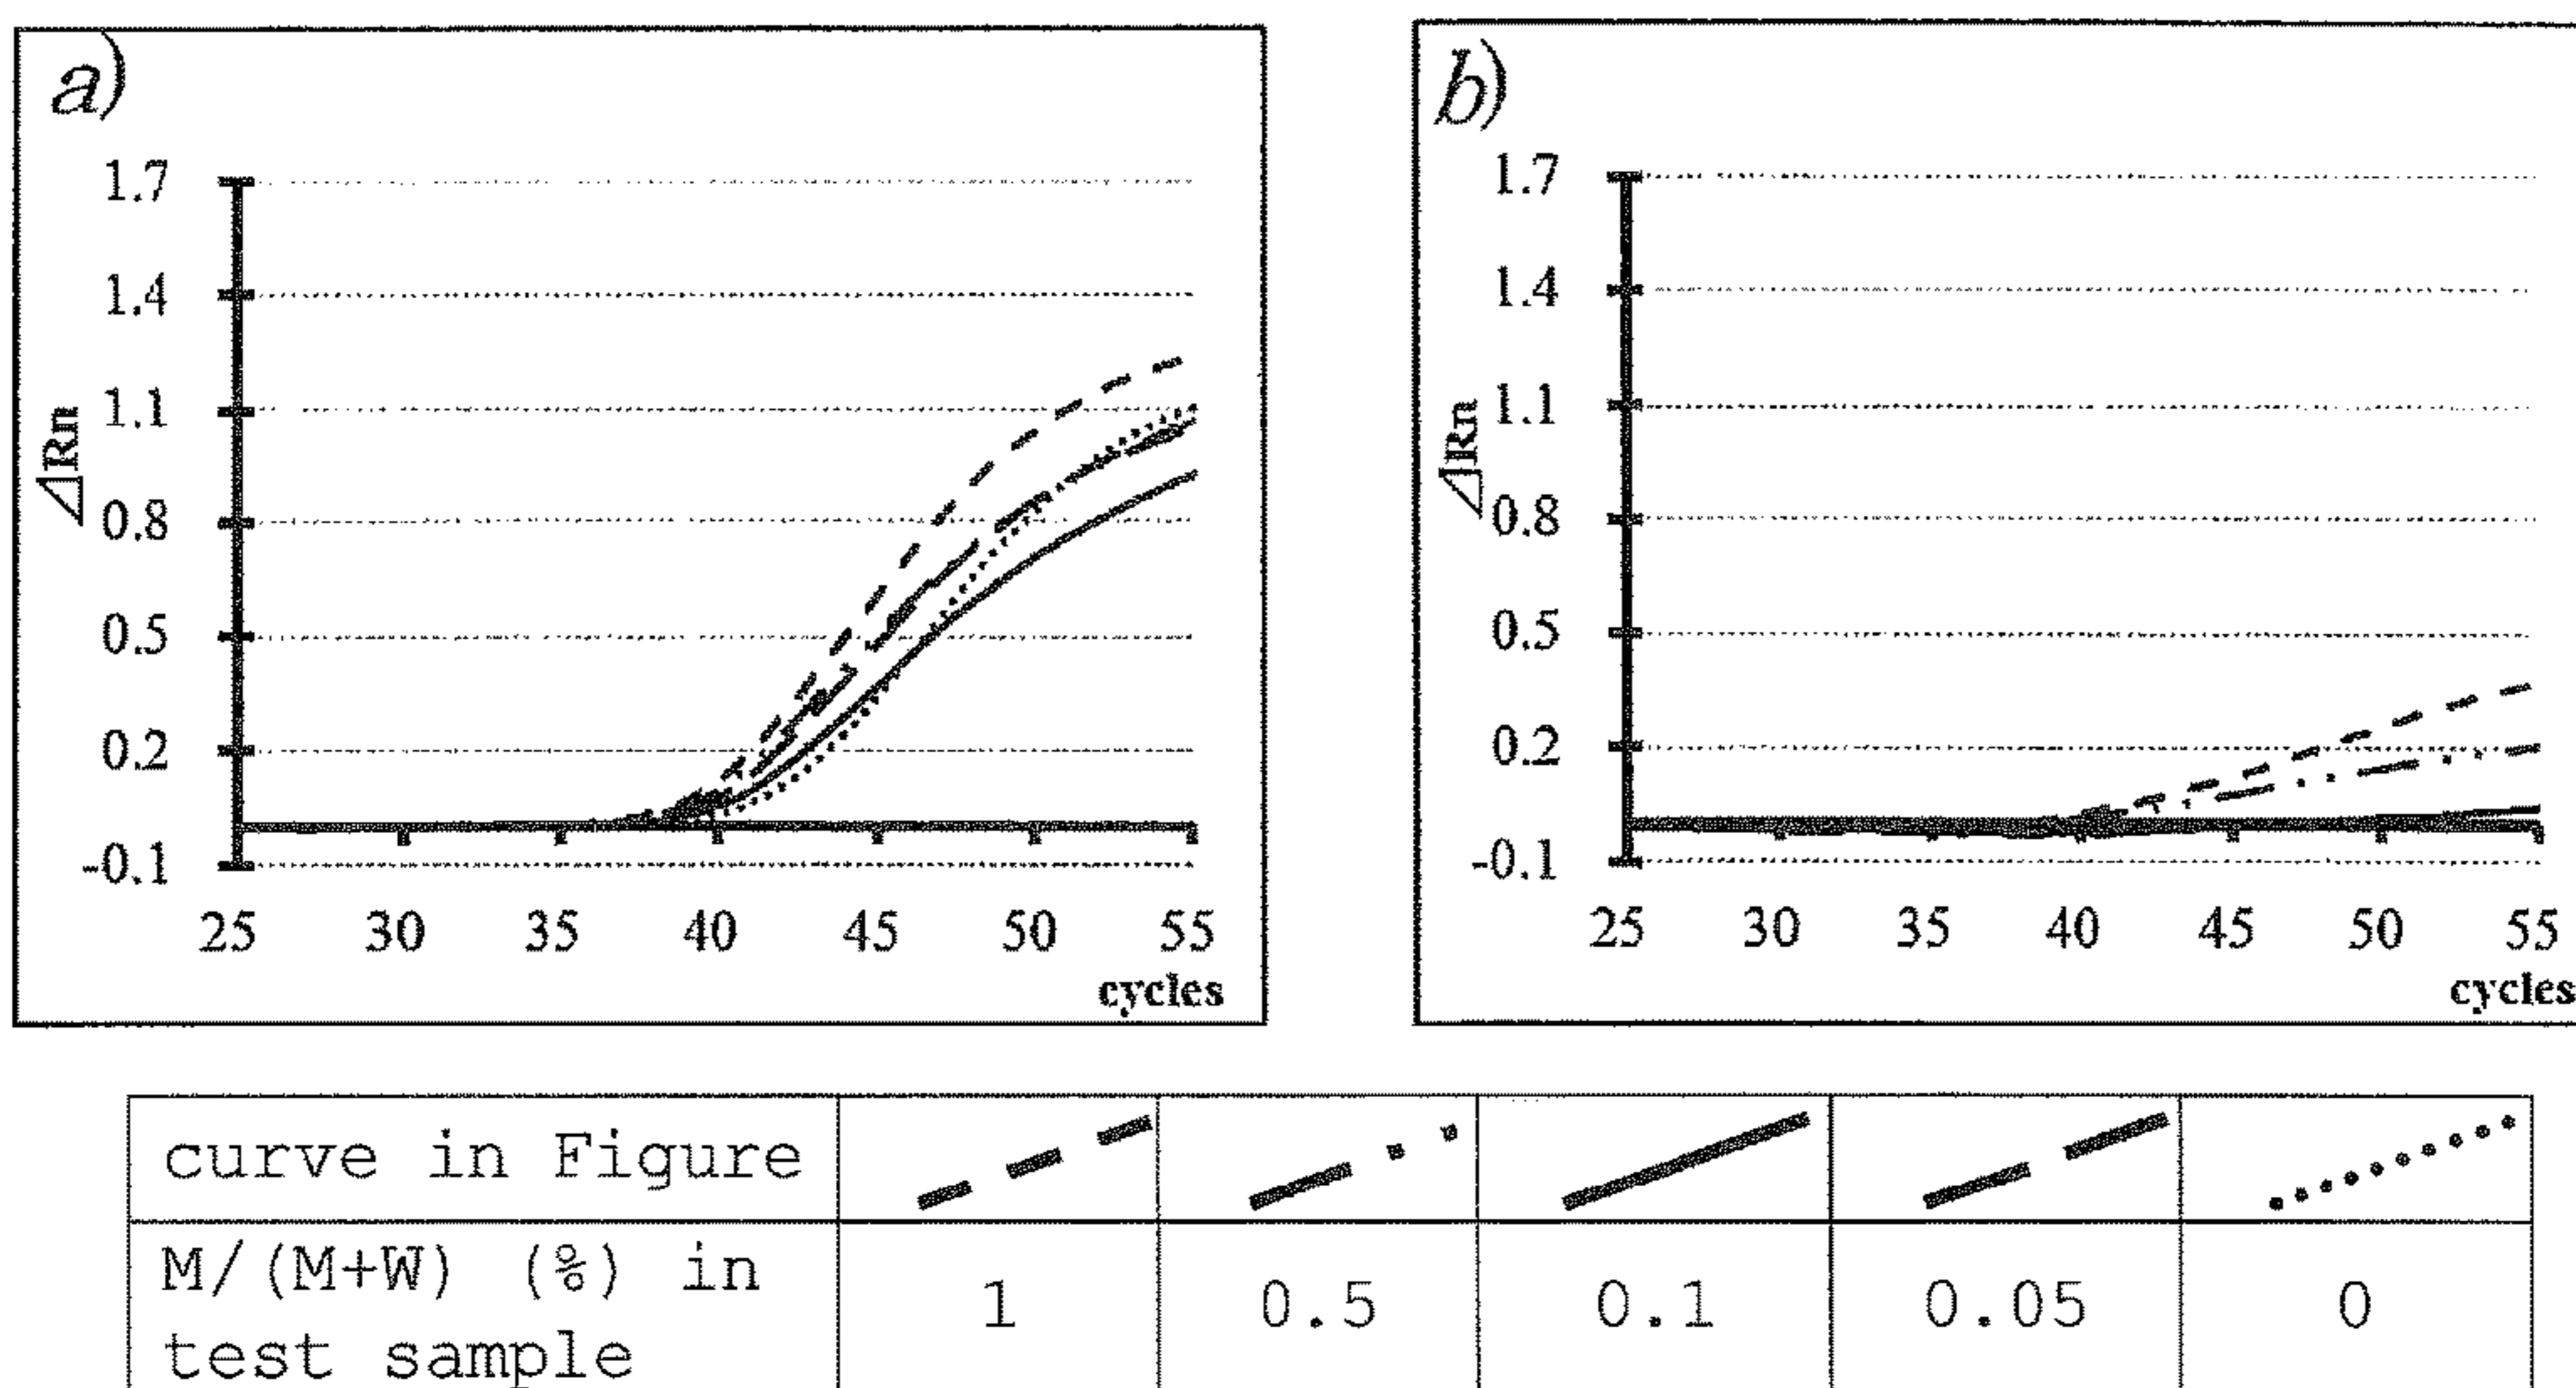 a)
1.7
1.4
1.1
0.8
0.5
0.2
-0.1
ΔRn
25 30 35 40 45 50 55
cycles
b)
1.7
1.4
1.1
0.8
0.5
0.2
-0.1
ΔRn
25 30 35 40 45 50 55
cycles
curve in Figure
M/(M+W) (%) in
test sample
1 0.5 0.1 0.05 0